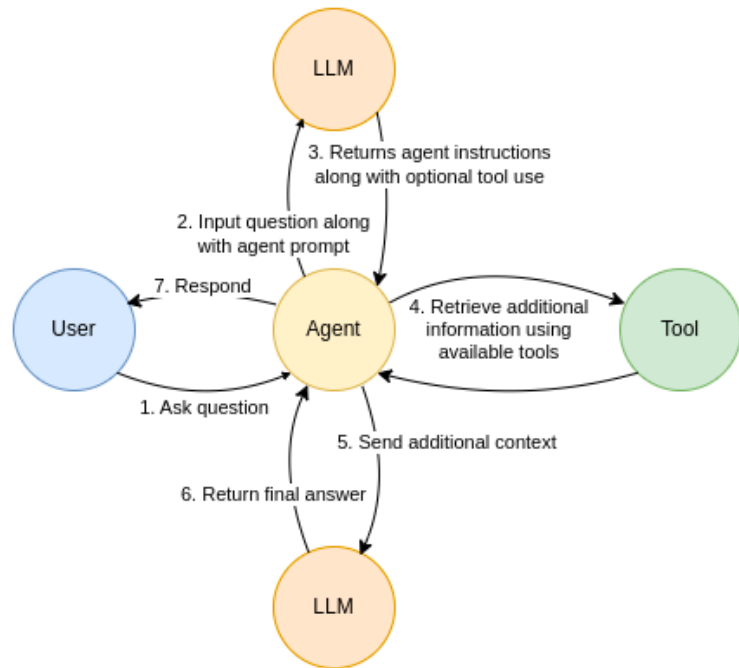 LLM
3. Returns agent instructions
along with optional tool use
2. Input question along
with agent prompt
7. Respond
User
Agent
4. Retrieve additional
information using
available tools
Tool
1. Ask question
5. Send additional context
6. Return final answer
LLM